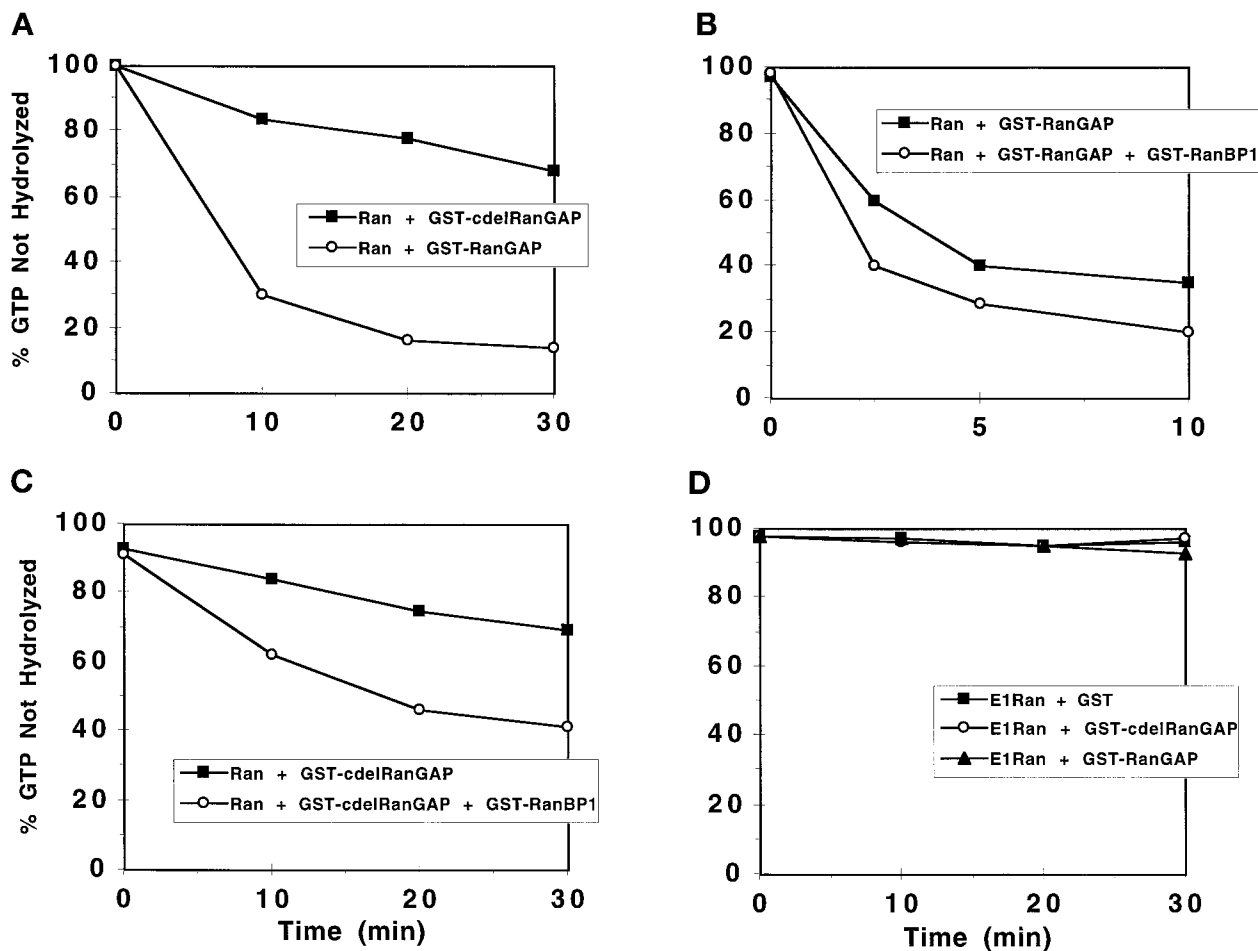 A
% GTP Not Hydrolyzed
100
80
60
40
20
0
0 10 20 30
Ran + GST-cdelRanGAP
Ran + GST-RanGAP
B
100
80
60
40
20
0
0 5 10
Ran + GST-RanGAP
Ran + GST-RanGAP + GST-RanBP1
C
% GTP Not Hydrolyzed
100
80
60
40
20
0
0 10 20 30
Time (min)
Ran + GST-cdelRanGAP
Ran + GST-cdelRanGAP + GST-RanBP1
D
100
80
60
40
20
0
0 10 20 30
Time (min)
E1Ran + GST
E1Ran + GST-cdelRanGAP
E1Ran + GST-RanGAP